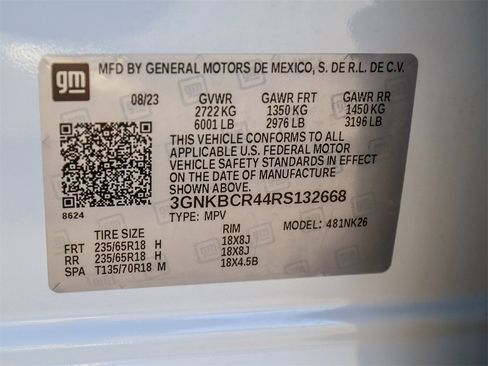 gm MFD BY GENERAL MOTORS DE MEXICO, S. DE R.L. DE C.V.
08/23 GVWR GAWR FRT GAWR RR
2722 KG 1350 KG 1450 KG
6001 LB 2976 LB 3196 LB
THIS VEHICLE CONFORMS TO ALL
APPLICABLE U.S. FEDERAL MOTOR
VEHICLE SAFETY STANDARDS IN EFFECT
ON THE DATE OF MANUFACTURE
SHOWN ABOVE.
3GNKBCR44RS132668
8624
TYPE: MPV MODEL: 481NK26
TIRE SIZE RIM
FRT 235/65R18 H 18X8J
RR 235/65R18 H 18X8J
SPA T135/70R18 M 18X4.5B